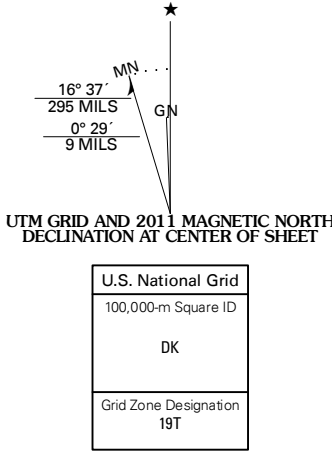 ★
MN
16° 37´
295 MILS
GN
0° 29´
9 MILS
UTM GRID AND 2011 MAGNETIC NORTH
DECLINATION AT CENTER OF SHEET
U.S. National Grid
100,000-m Square ID
DK
Grid Zone Designation
19T